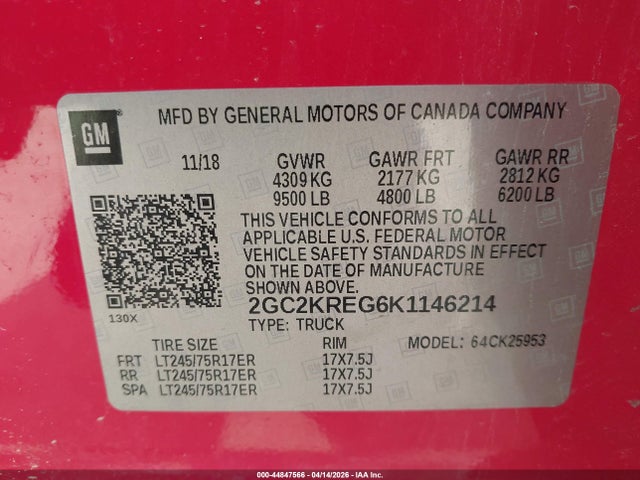 GM
MFD BY GENERAL MOTORS OF CANADA COMPANY
11/18 GVWR GAWR FRT GAWR RR
4309 KG 2177 KG 2812 KG
9500 LB 4800 LB 6200 LB
THIS VEHICLE CONFORMS TO ALL
APPLICABLE U.S. FEDERAL MOTOR
VEHICLE SAFETY STANDARDS IN EFFECT
ON THE DATE OF MANUFACTURE
SHOWN ABOVE.
130X 2GC2KREG6K1146214
TYPE: TRUCK
TIRE SIZE RIM MODEL: 64CK25953
FRT LT245/75R17ER 17X7.5J
RR LT245/75R17ER 17X7.5J
SPA LT245/75R17ER 17X7.5J
000-44847566 - 04/14/2026 - IAA Inc.